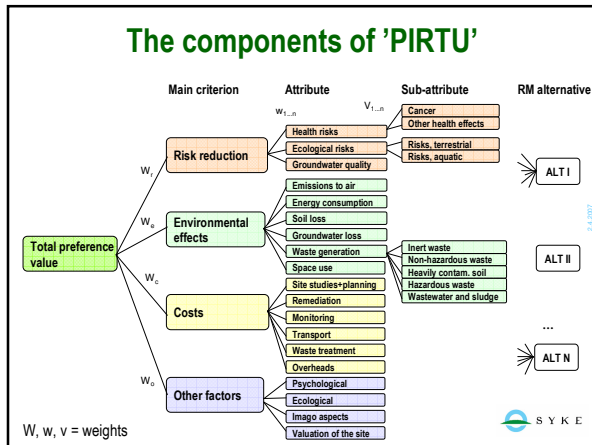 The components of 'PIRTU'
Main criterion
Attribute
Sub-attribute
RM alternative
w1...n
V1...n
Cancer
Other health effects
Health risks
Ecological risks
Groundwater quality
Risks, terrestrial
Risks, aquatic
Risk reduction
Wr
ALT I
Emissions to air
Energy consumption
Soil loss
Groundwater loss
Waste generation
Space use
Environmental effects
We
Inert waste
Non-hazardous waste
Heavily contam. soil
Hazardous waste
Wastewater and sludge
ALT II
Total preference value
Wc
Costs
Site studies+planning
Remediation
Monitoring
Transport
Waste treatment
Overheads
...
ALT N
Wo
Other factors
Psychological
Ecological
Imago aspects
Valuation of the site
W, w, v = weights
2.4.2007
SYKE